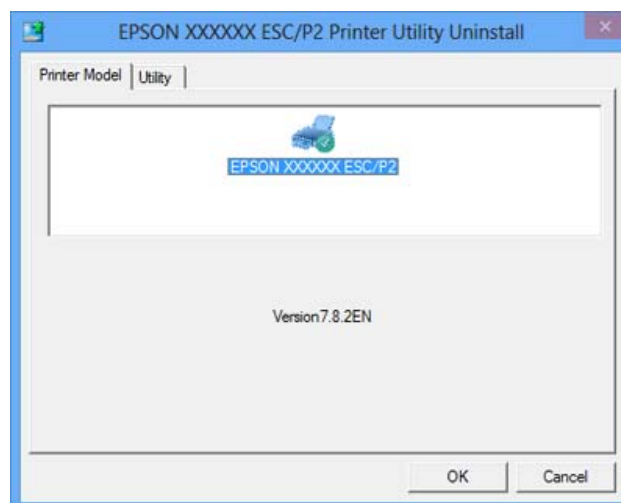 EPSON XXXXXX ESC/P2 Printer Utility Uninstall
Printer Model
Utility
EPSON XXXXXX ESC/P2
Version7.8.2EN
OK
Cancel